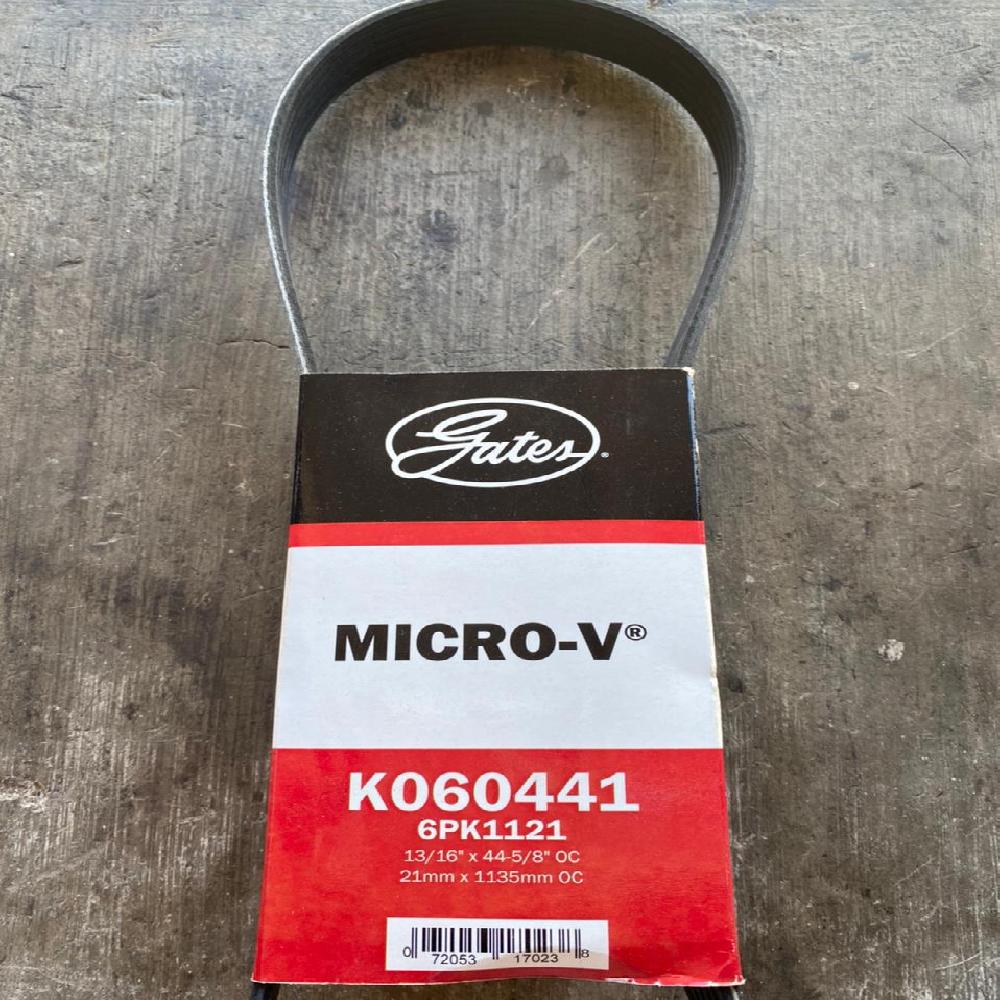 Gates®
MICRO-V®
K060441
6PK1121
13/16" x 44-5/8" OC
21mm x 1135mm OC
0 72053 17023 8